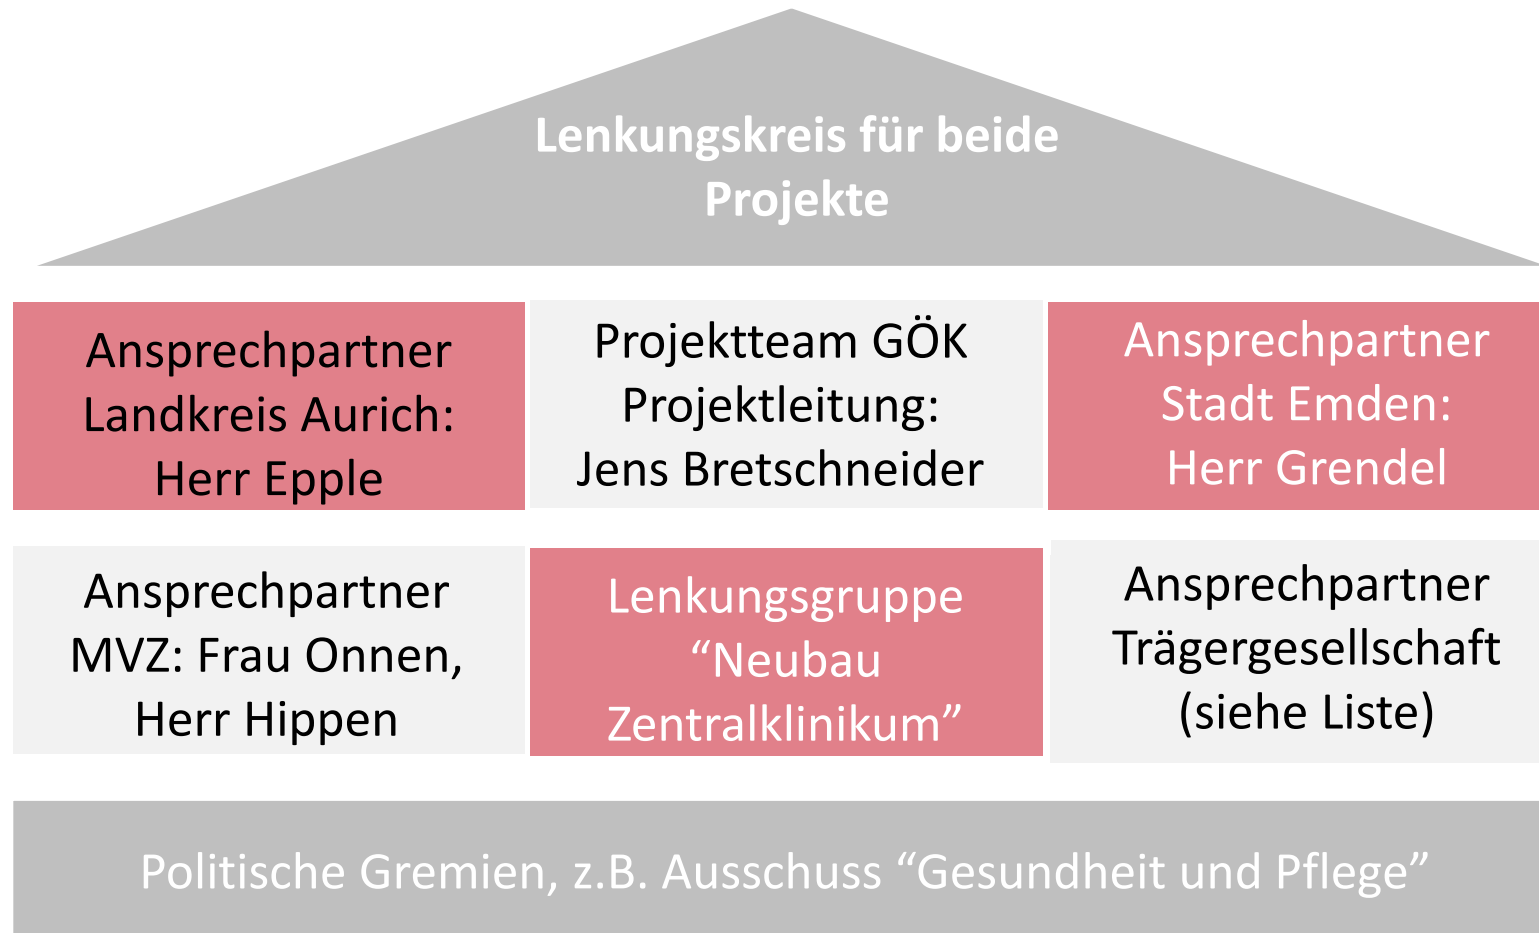 Lenkungskreis für beide
Projekte
Ansprechpartner
Landkreis Aurich:
Herr Epple
Projektteam GÖK
Projektleitung:
Jens Bretschneider
Ansprechpartner
Stadt Emden:
Herr Grendel
Ansprechpartner
MVZ: Frau Onnen,
Herr Hippen
Lenkungsgruppe
“Neubau
Zentralklinikum”
Ansprechpartner
Trägergesellschaft
(siehe Liste)
Politische Gremien, z.B. Ausschuss “Gesundheit und Pflege”